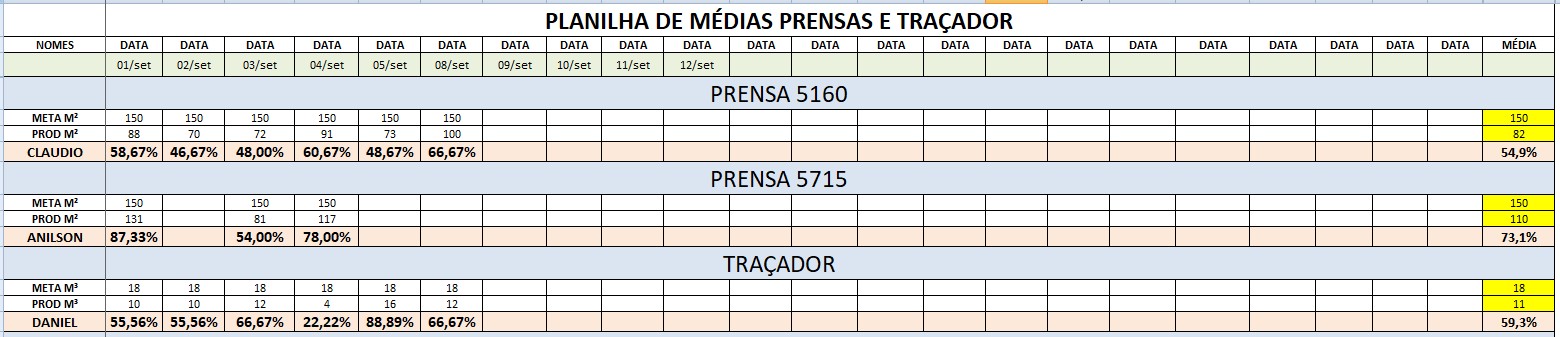 PLANILHA DE MÉDIAS PRENSAS E TRAÇADOR
NOMES DATA DATA DATA DATA DATA DATA DATA DATA DATA DATA DATA DATA DATA DATA DATA DATA DATA DATA DATA DATA DATA MÉDIA
01/set 02/set 03/set 04/set 05/set 08/set 09/set 10/set 11/set 12/set
PRENSA 5160
META M² 150 150 150 150 150 150 150
PROD M² 88 70 72 91 73 100 82
CLAUDIO 58,67% 46,67% 48,00% 60,67% 48,67% 66,67% 54,9%
PRENSA 5715
META M² 150 150 150 150
PROD M² 131 81 117 110
ANILSON 87,33% 54,00% 78,00% 73,1%
TRAÇADOR
META M³ 18 18 18 18 18 18 18
PROD M³ 10 10 12 4 16 12 11
DANIEL 55,56% 55,56% 66,67% 22,22% 88,89% 66,67% 59,3%